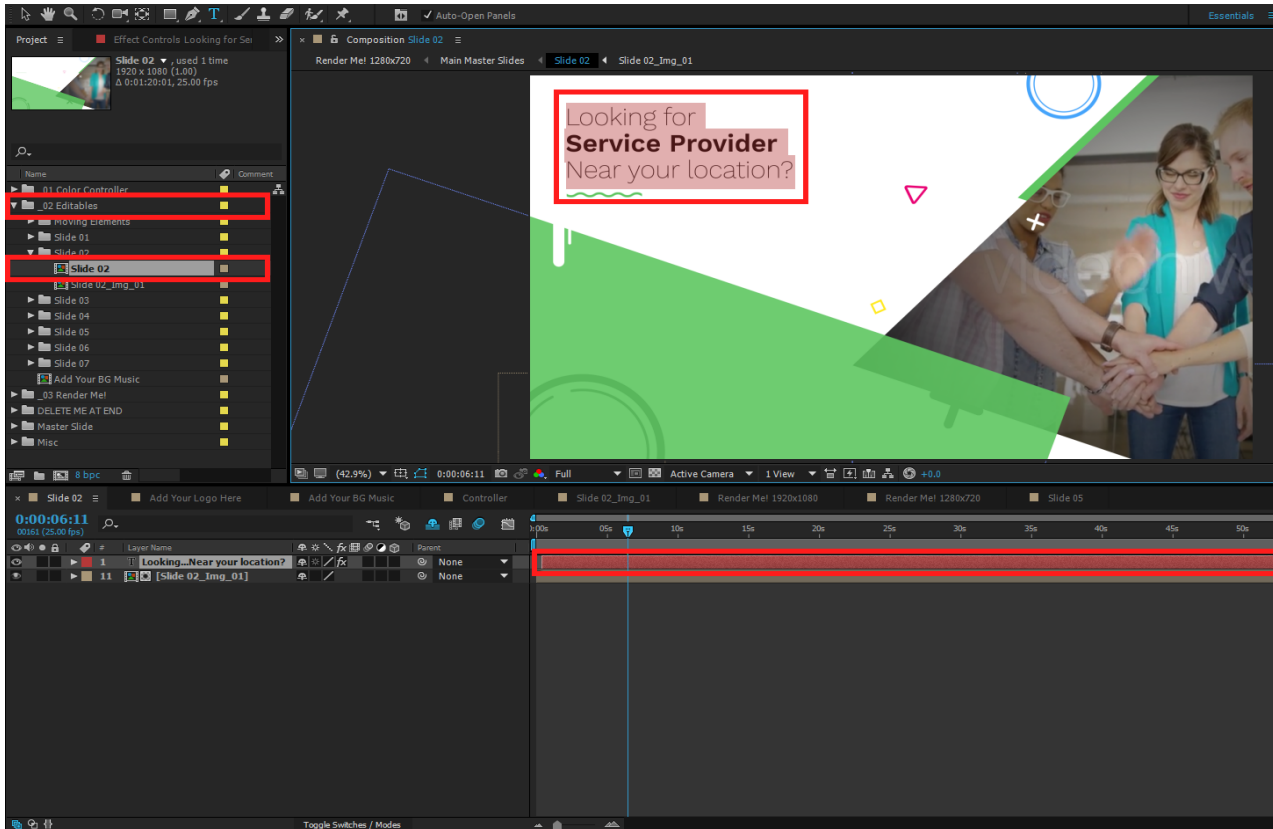 Auto-Open Panels
Essentials
Project
Effect Controls Looking for Ser
Composition Slide 02
Slide 02 , used 1 time
1920 x 1080 (1.00)
Δ 0:01:20:01, 25.00 fps
Render Me! 1280x720
Main Master Slides
Slide 02
Slide 02_Img_01
Looking for
Service Provider
Near your location?
Name
Comment
_01 Color Controller
_02 Editables
Moving Elements
Slide 01
Slide 02
Slide 02
Slide 02_Img_01
Slide 03
Slide 04
Slide 05
Slide 06
Slide 07
Add Your BG Music
_03 Render Me!
DELETE ME AT END
Master Slide
Misc
8 bpc
(42.9%)
0:00:06:11
Full
Active Camera
1 View
+0.0
Slide 02
Add Your Logo Here
Add Your BG Music
Controller
Slide 02_Img_01
Render Me! 1920x1080
Render Me! 1280x720
Slide 05
0:00:06:11
00161 (25.00 fps)
05s
10s
15s
20s
25s
30s
35s
40s
45s
50s
#
Layer Name
fx
Parent
1
T
Looking...Near your location?
fx
None
11
[Slide 02_Img_01]
None
Toggle Switches / Modes